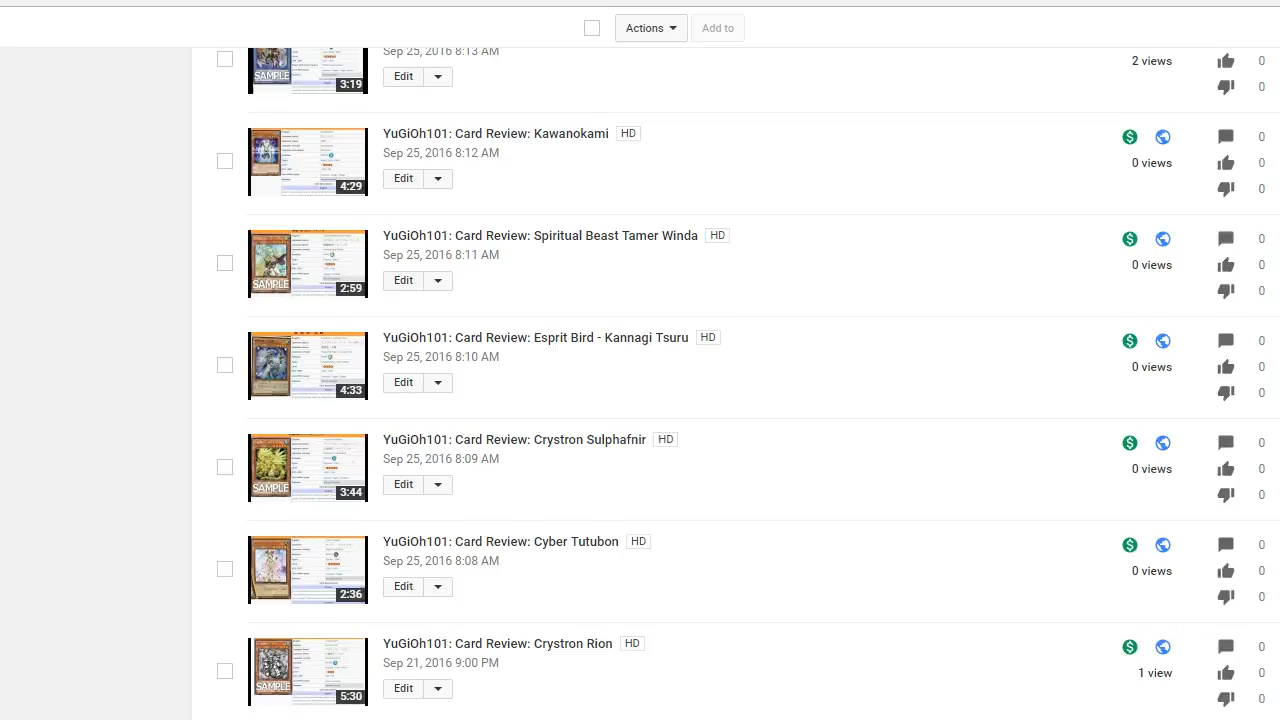 Actions
Add to
Sep 25, 2016 8:13 AM
SAMPLE
3:19
Edit
2 views
0
0
YuGiOh101: Card Review: Kawanokami HD
Sep 25, 2016 8:12 AM
4:29
Edit
0 views
0
0
0
YuGiOh101: Card Review: Spiritual Beast Tamer Winda HD
Sep 25, 2016 8:11 AM
SAMPLE
2:59
Edit
0 views
0
0
0
YuGiOh101: Card Review: Esprit Bird - Kannagi Tsuru HD
Sep 25, 2016 8:10 AM
4:33
Edit
0 views
0
0
0
YuGiOh101: Card Review: Crystron Sulphafnir HD
Sep 25, 2016 8:09 AM
SAMPLE
3:44
Edit
0 views
0
0
0
YuGiOh101: Card Review: Cyber Tutubon HD
Sep 25, 2016 8:08 AM
2:36
Edit
0 views
0
0
0
YuGiOh101: Card Review: Crystron Rion HD
Sep 21, 2016 9:00 PM
SAMPLE
5:30
Edit
1 view
0
0
0